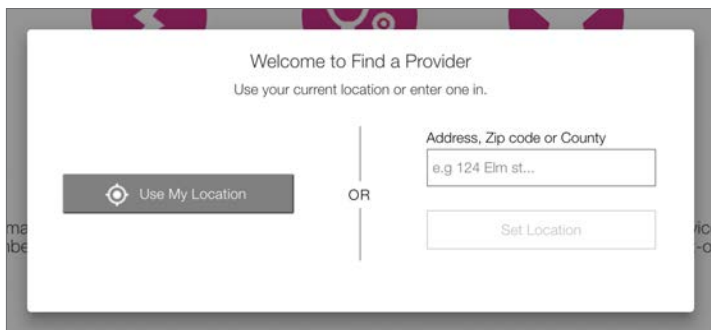 Welcome to Find a Provider
Use your current location or enter one in.
Address, Zip code or County
e.g 124 Elm st...
Use My Location
OR
Set Location